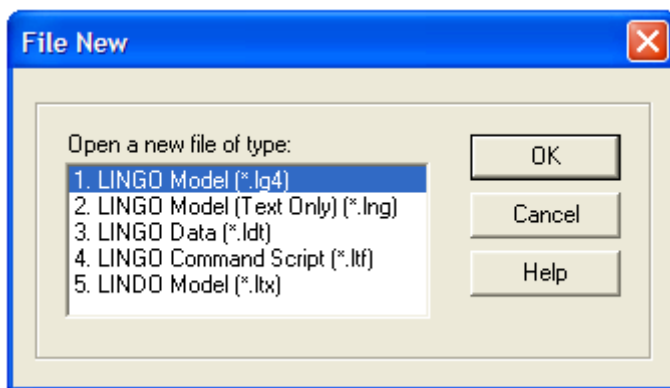 File New
Open a new file of type:
1. LINGO Model (*.lg4)
2. LINGO Model (Text Only) (*.lng)
3. LINGO Data (*.ldt)
4. LINGO Command Script (*.ltf)
5. LINDO Model (*.ltx)
OK
Cancel
Help